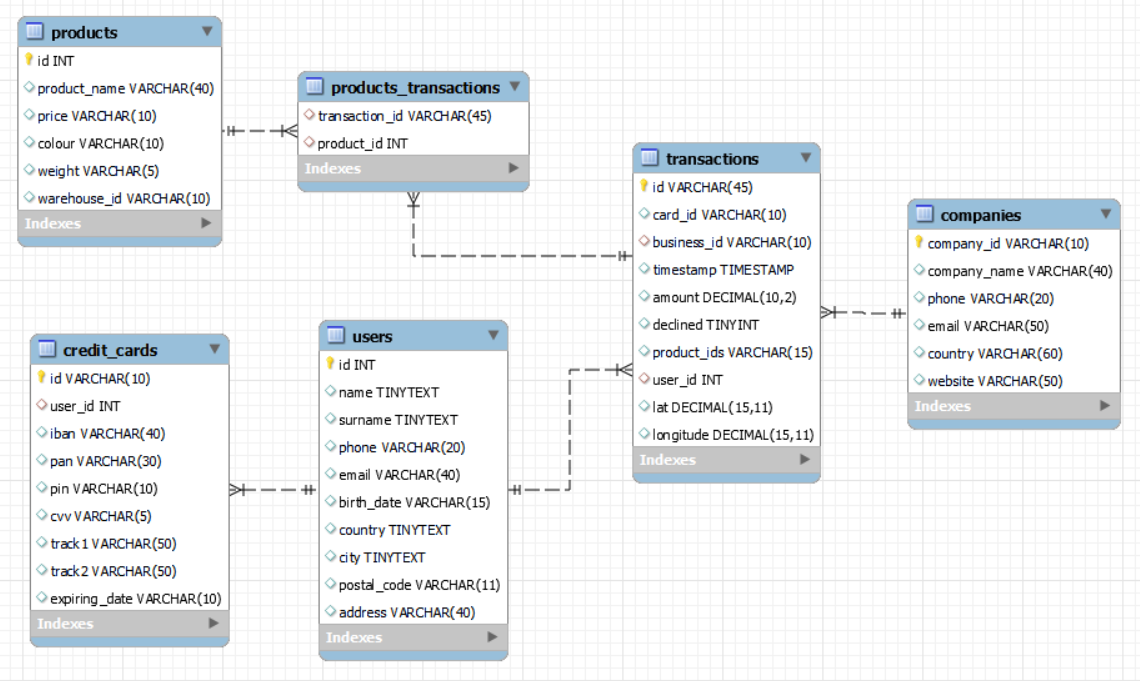 products
id INT
product_name VARCHAR(40)
price VARCHAR(10)
colour VARCHAR(10)
weight VARCHAR(5)
warehouse_id VARCHAR(10)
Indexes
products_transactions
transaction_id VARCHAR(45)
product_id INT
Indexes
transactions
id VARCHAR(45)
card_id VARCHAR(10)
business_id VARCHAR(10)
timestamp TIMESTAMP
amount DECIMAL(10,2)
declined TINYINT
product_ids VARCHAR(15)
user_id INT
lat DECIMAL(15,11)
longitude DECIMAL(15,11)
Indexes
companies
company_id VARCHAR(10)
company_name VARCHAR(40)
phone VARCHAR(20)
email VARCHAR(50)
country VARCHAR(60)
website VARCHAR(50)
Indexes
credit_cards
id VARCHAR(10)
user_id INT
iban VARCHAR(40)
pan VARCHAR(30)
pin VARCHAR(10)
cvv VARCHAR(5)
track1 VARCHAR(50)
track2 VARCHAR(50)
expiring_date VARCHAR(10)
Indexes
users
id INT
name TINYTEXT
surname TINYTEXT
phone VARCHAR(20)
email VARCHAR(40)
birth_date VARCHAR(15)
country TINYTEXT
city TINYTEXT
postal_code VARCHAR(11)
address VARCHAR(40)
Indexes